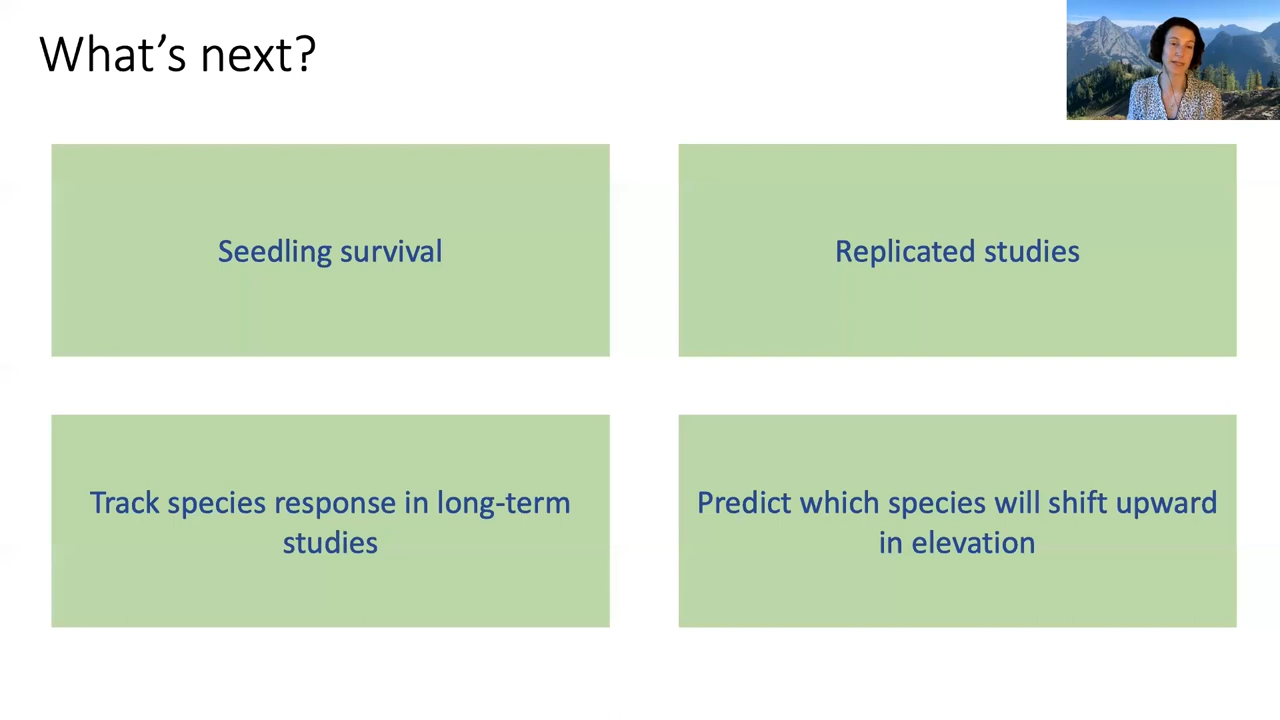 What's next?
Seedling survival
Replicated studies
Track species response in long-term
studies
Predict which species will shift upward
in elevation